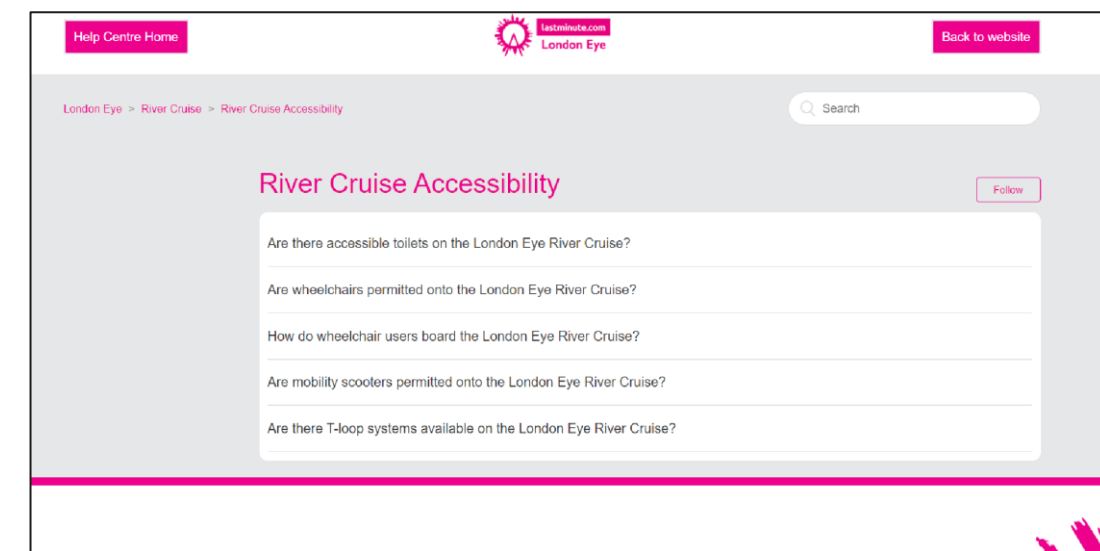 Help Centre Home
lastminute.com
London Eye
Back to website
London Eye > River Cruise > River Cruise Accessibility
Search
River Cruise Accessibility
Follow
Are there accessible toilets on the London Eye River Cruise?
Are wheelchairs permitted onto the London Eye River Cruise?
How do wheelchair users board the London Eye River Cruise?
Are mobility scooters permitted onto the London Eye River Cruise?
Are there T-loop systems available on the London Eye River Cruise?